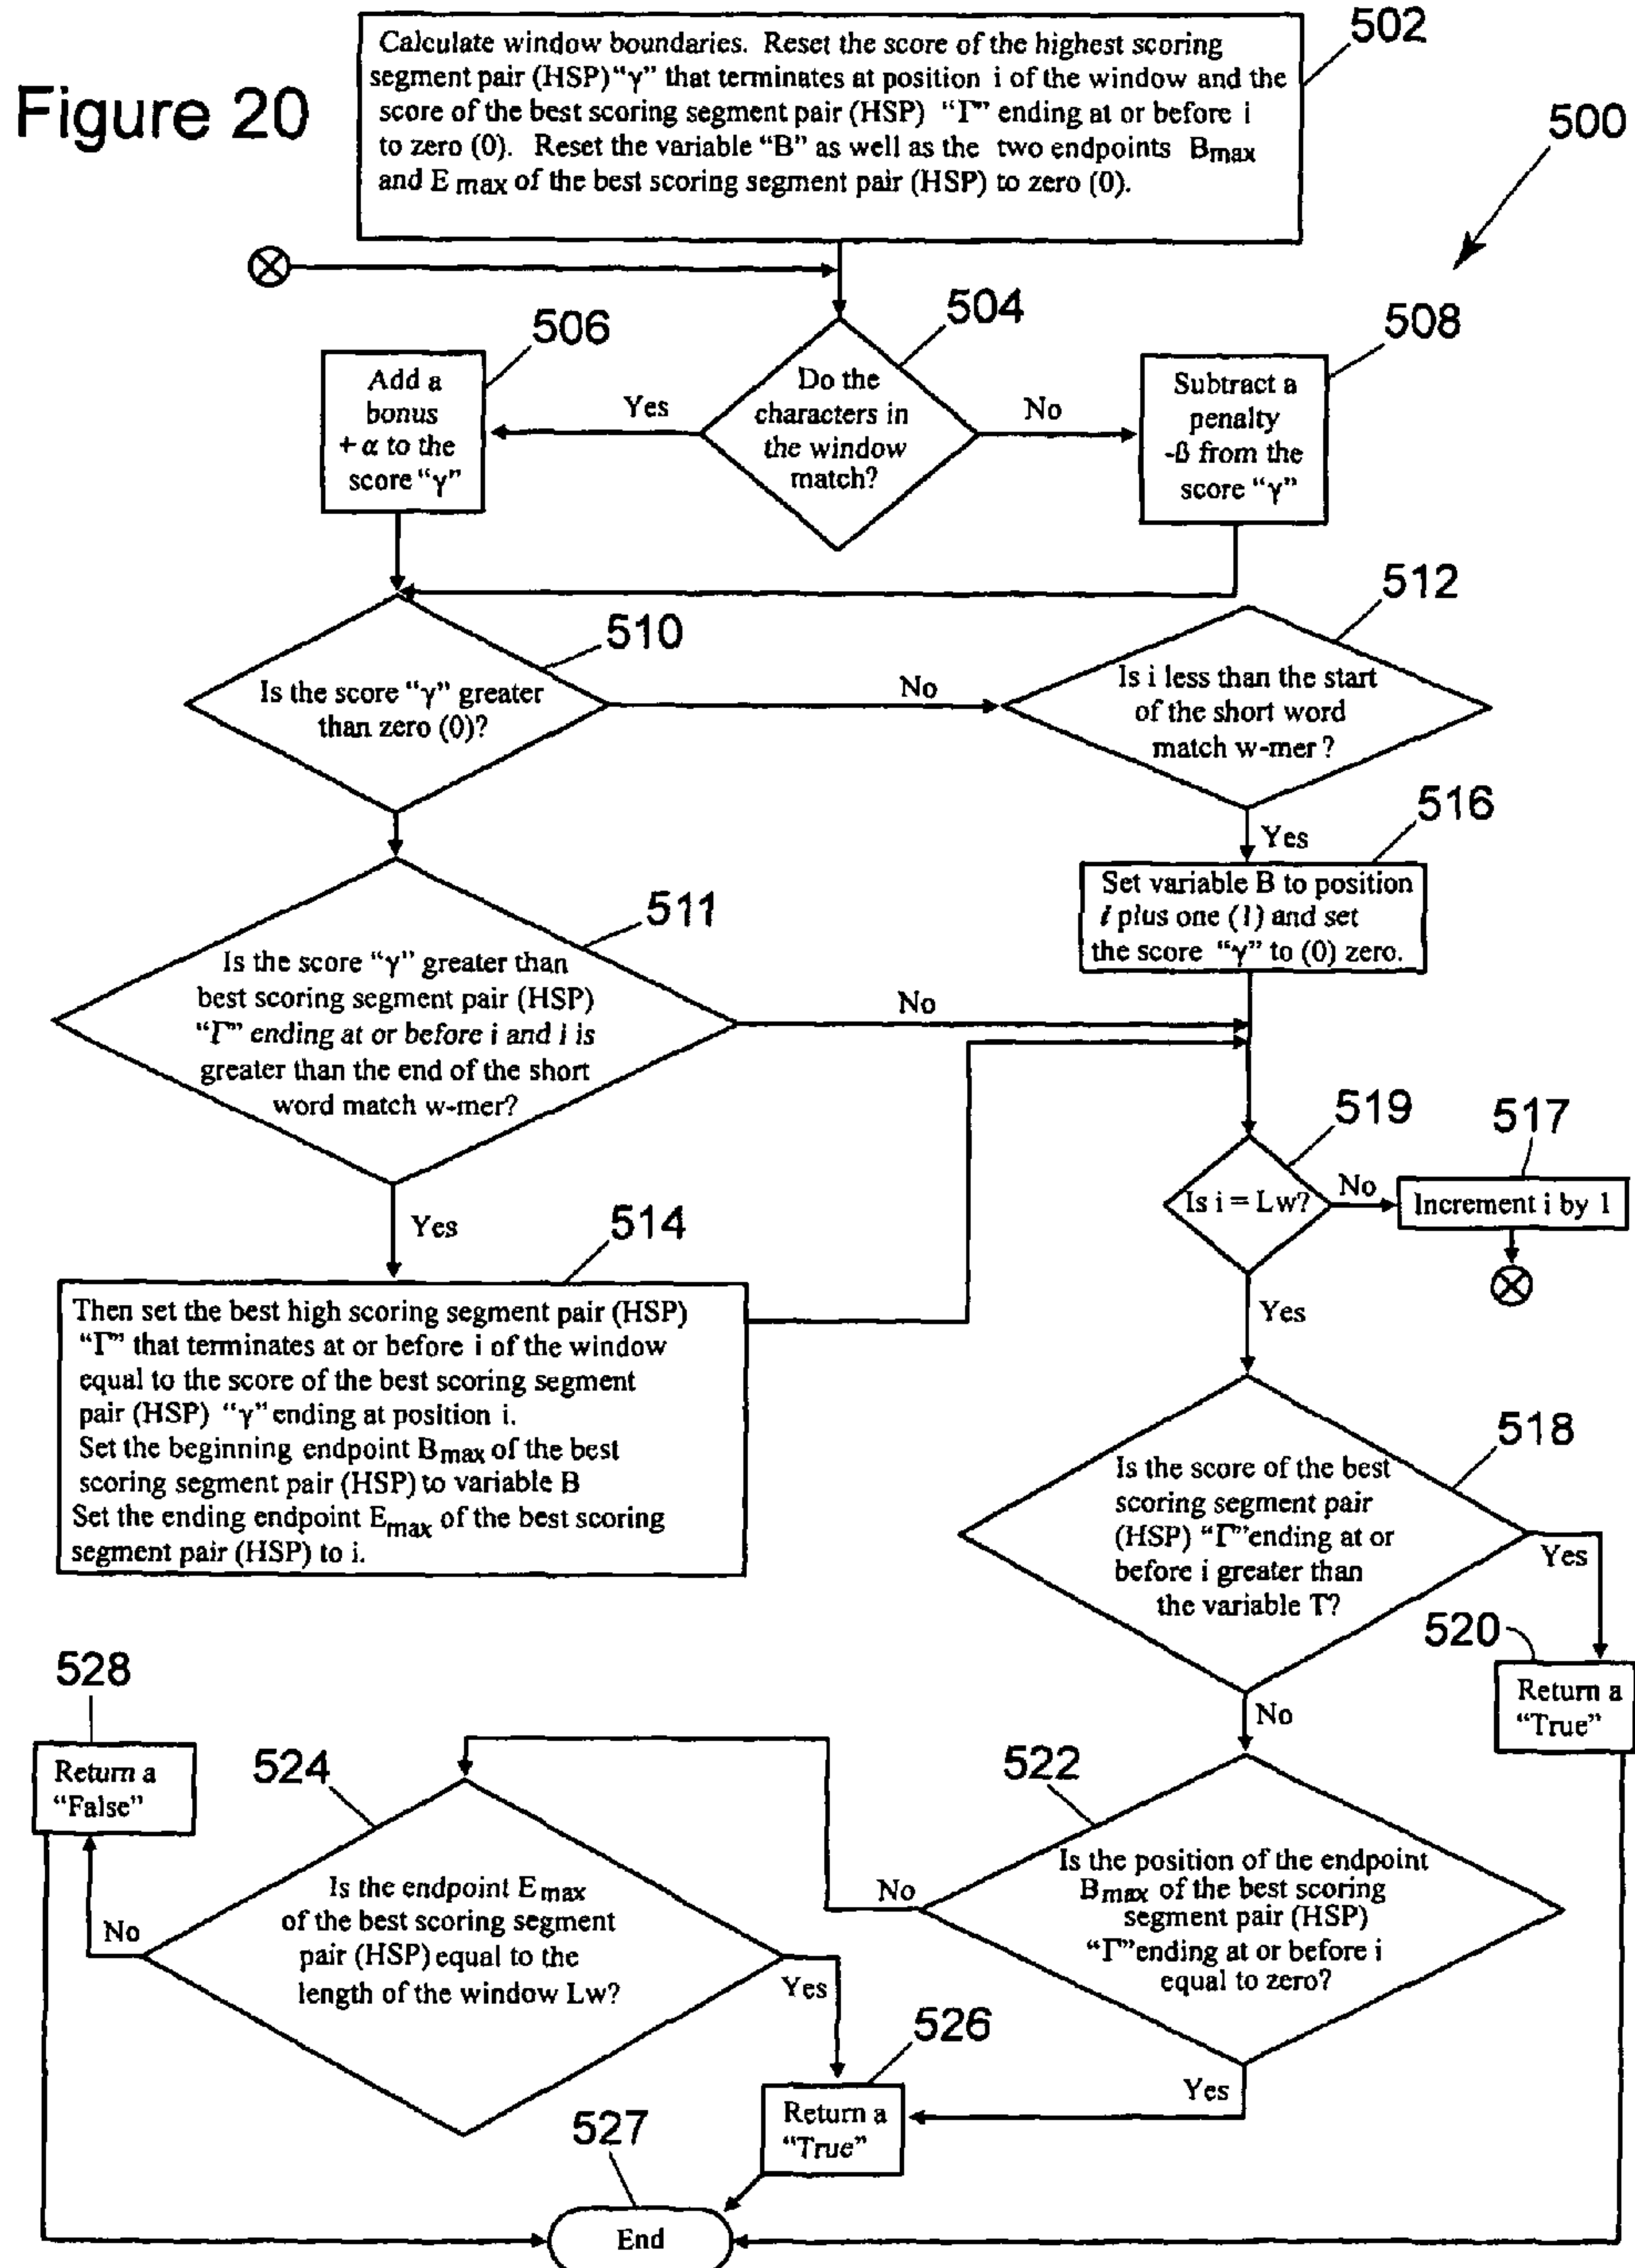 Figure 20
502
Calculate window boundaries. Reset the score of the highest scoring
segment pair (HSP) "γ" that terminates at position i of the window and the
score of the best scoring segment pair (HSP) "Γ" ending at or before i
to zero (0). Reset the variable "B" as well as the two endpoints Bmax
and E max of the best scoring segment pair (HSP) to zero (0).
500
506
Add a
bonus
+ α to the
score "γ"
Yes
504
Do the
characters in
the window
match?
No
508
Subtract a
penalty
-ß from the
score "γ"
510
Is the score "γ" greater
than zero (0)?
No
512
Is i less than the start
of the short word
match w-mer ?
Yes
516
Set variable B to position
i plus one (1) and set
the score "γ" to (0) zero.
511
Is the score "γ" greater than
best scoring segment pair (HSP)
"Γ" ending at or before i and i is
greater than the end of the short
word match w-mer?
No
Yes
519
Is i = Lw?
No
517
Increment i by 1
Yes
514
Then set the best high scoring segment pair (HSP)
"Γ" that terminates at or before i of the window
equal to the score of the best scoring segment
pair (HSP) "γ" ending at position i.
Set the beginning endpoint Bmax of the best
scoring segment pair (HSP) to variable B
Set the ending endpoint Emax of the best scoring
segment pair (HSP) to i.
518
Is the score of the best
scoring segment pair
(HSP) "Γ" ending at or
before i greater than
the variable T?
Yes
520
Return a
"True"
No
528
Return a
"False"
524
Is the endpoint E max
of the best scoring segment
pair (HSP) equal to the
length of the window Lw?
No
Yes
522
Is the position of the endpoint
Bmax of the best scoring
segment pair (HSP)
"Γ" ending at or before i
equal to zero?
No
Yes
526
Return a
"True"
527
End